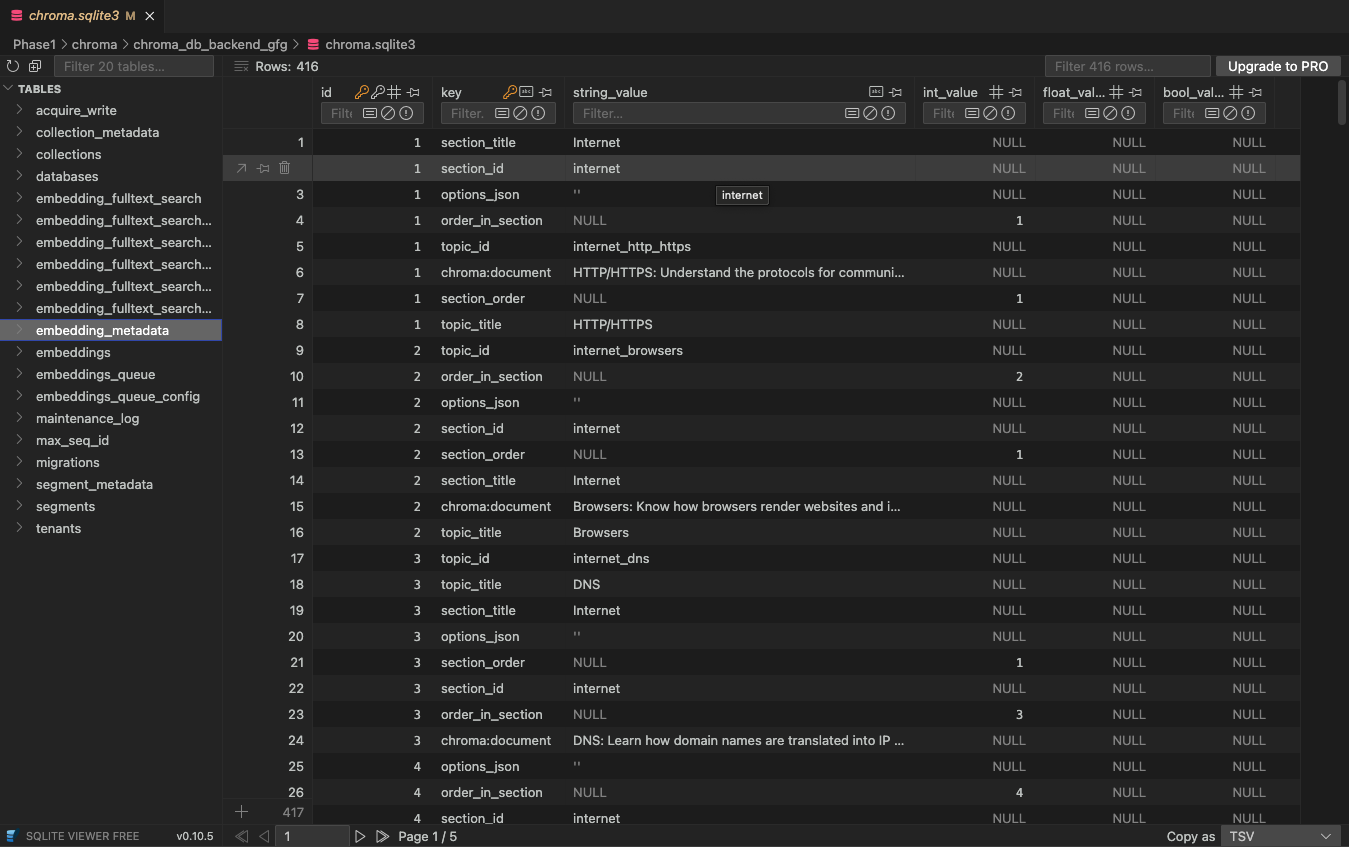 chroma.sqlite3 M
Phase1 > chroma > chroma_db_backend_gfg > chroma.sqlite3
Filter 20 tables... Rows: 416 Filter 416 rows... Upgrade to PRO
TABLES
acquire_write
collection_metadata
collections
databases
embedding_fulltext_search
embedding_fulltext_search...
embedding_fulltext_search...
embedding_fulltext_search...
embedding_fulltext_search...
embedding_fulltext_search...
embedding_metadata
embeddings
embeddings_queue
embeddings_queue_config
maintenance_log
max_seq_id
migrations
segment_metadata
segments
tenants
id key string_value int_value float_val... bool_val...
Filte Filter. Filter... Filte Filte Filte
1 1 section_title Internet NULL NULL NULL
1 section_id internet NULL NULL NULL
3 1 options_json '' NULL NULL NULL
internet
4 1 order_in_section NULL 1 NULL NULL
5 1 topic_id internet_http_https NULL NULL NULL
6 1 chroma:document HTTP/HTTPS: Understand the protocols for communi... NULL NULL NULL
7 1 section_order NULL 1 NULL NULL
8 1 topic_title HTTP/HTTPS NULL NULL NULL
9 2 topic_id internet_browsers NULL NULL NULL
10 2 order_in_section NULL 2 NULL NULL
11 2 options_json '' NULL NULL NULL
12 2 section_id internet NULL NULL NULL
13 2 section_order NULL 1 NULL NULL
14 2 section_title Internet NULL NULL NULL
15 2 chroma:document Browsers: Know how browsers render websites and i... NULL NULL NULL
16 2 topic_title Browsers NULL NULL NULL
17 3 topic_id internet_dns NULL NULL NULL
18 3 topic_title DNS NULL NULL NULL
19 3 section_title Internet NULL NULL NULL
20 3 options_json '' NULL NULL NULL
21 3 section_order NULL 1 NULL NULL
22 3 section_id internet NULL NULL NULL
23 3 order_in_section NULL 3 NULL NULL
24 3 chroma:document DNS: Learn how domain names are translated into IP ... NULL NULL NULL
25 4 options_json '' NULL NULL NULL
26 4 order_in_section NULL 4 NULL NULL
417 4 section_id internet NULL NULL NULL
SQLITE VIEWER FREE v0.10.5 1 Page 1 / 5 Copy as TSV